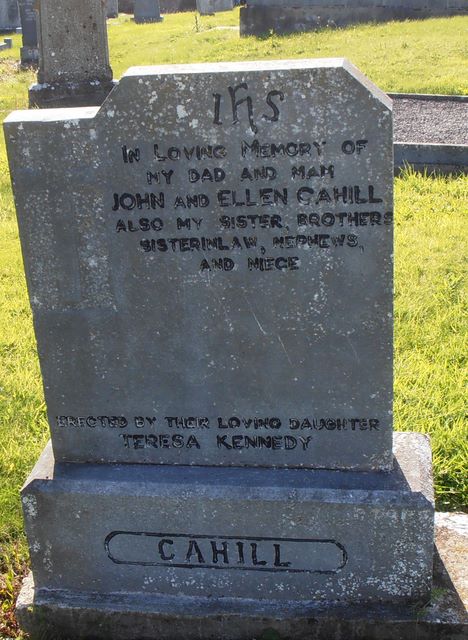 IHS
IN LOVING MEMORY OF
MY DAD AND MAM
JOHN AND ELLEN CAHILL
ALSO MY SISTER, BROTHERS
SISTERINLAW, NEPHEWS,
AND NIECE
ERECTED BY THEIR LOVING DAUGHTER
TERESA KENNEDY
CAHILL